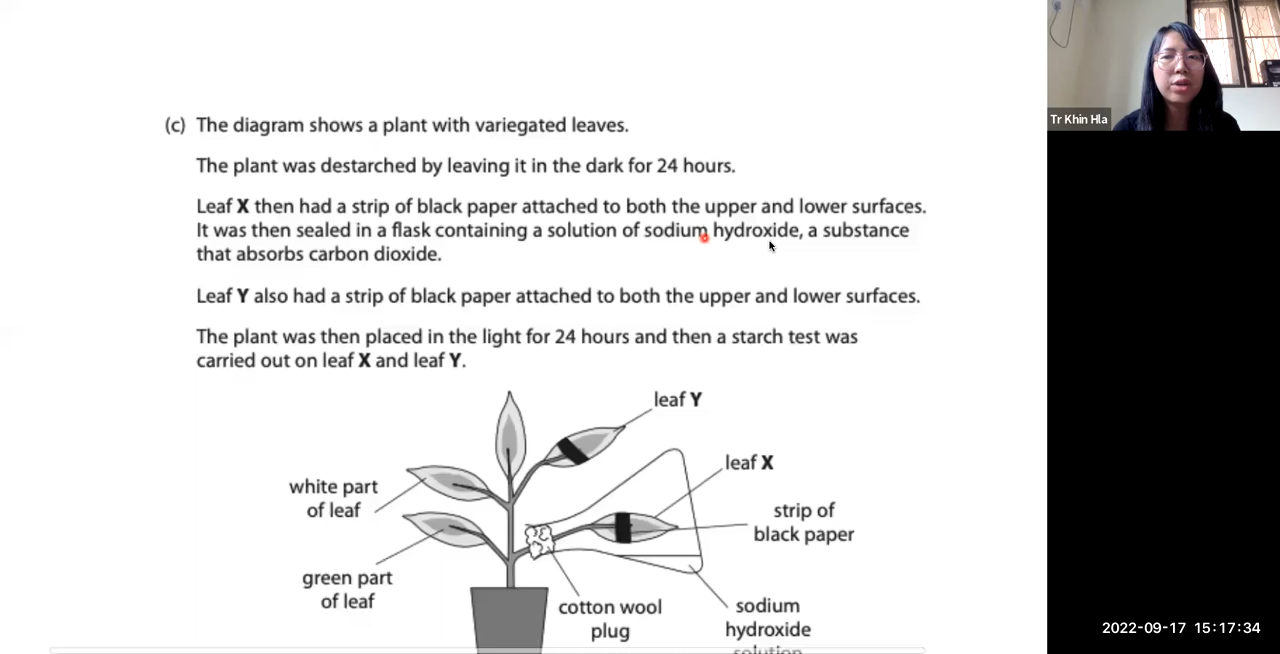 (c) The diagram shows a plant with variegated leaves.
The plant was destarched by leaving it in the dark for 24 hours.
Leaf X then had a strip of black paper attached to both the upper and lower surfaces.
It was then sealed in a flask containing a solution of sodium hydroxide, a substance
that absorbs carbon dioxide.
Leaf Y also had a strip of black paper attached to both the upper and lower surfaces.
The plant was then placed in the light for 24 hours and then a starch test was
carried out on leaf X and leaf Y.
leaf Y
leaf X
white part
of leaf
strip of
black paper
green part
of leaf
cotton wool
plug
sodium
hydroxide
solution
Tr Khin Hla
2022-09-17 15:17:34